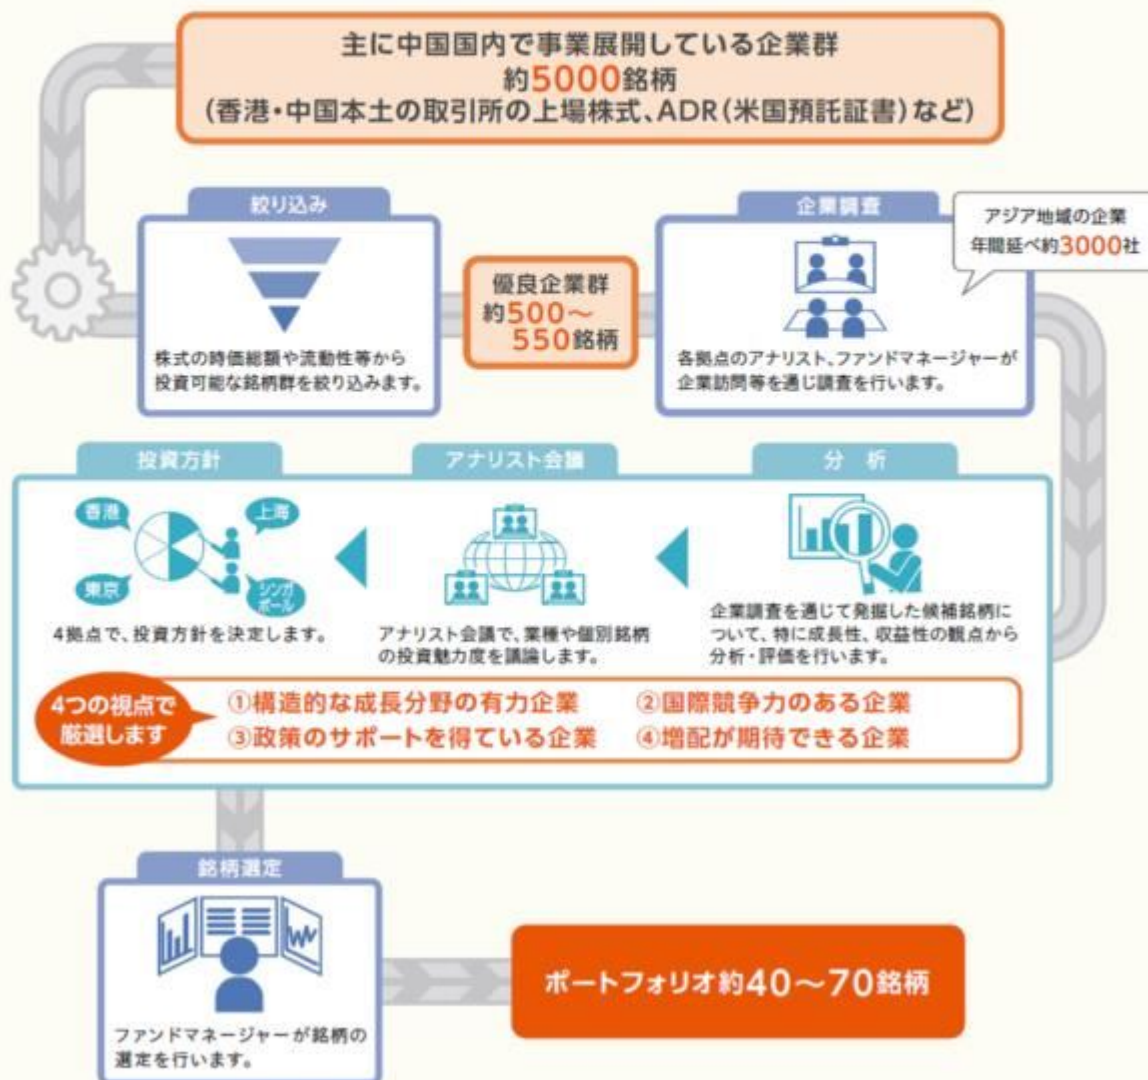 主に中国国内で事業展開している企業群
約5000銘柄
(香港・中国本土の取引所の上場株式、ADR(米国預託証書)など)
絞り込み
株式の時価総額や流動性等から
投資可能な銘柄群を絞り込みます。
優良企業群
約500～
550銘柄
企業調査
アジア地域の企業
年間延べ約3000社
各拠点のアナリスト、ファンドマネージャーが
企業訪問等を通じ調査を行います。
分 析
企業調査を通じて発掘した候補銘柄に
ついて、特に成長性、収益性の観点から
分析・評価を行います。
アナリスト会議
アナリスト会議で、業種や個別銘柄
の投資魅力度を議論します。
投資方針
香港
上海
東京
シンガ
ポール
4拠点で、投資方針を決定します。
4つの視点で
厳選します
①構造的な成長分野の有力企業
②国際競争力のある企業
③政策のサポートを得ている企業
④増配が期待できる企業
銘柄選定
ファンドマネージャーが銘柄の
選定を行います。
ポートフォリオ約40～70銘柄